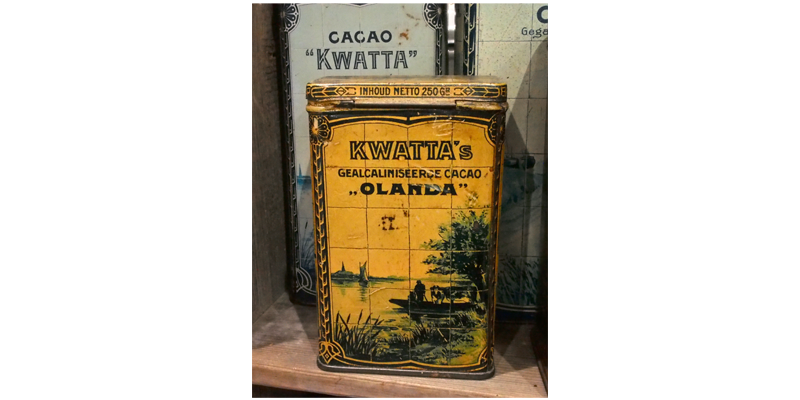 CACAO
"KWATTA"
INHOUD NETTO 250 GR
KWATTA's
GEALCALINISEERDE CACAO
„OLANDA"